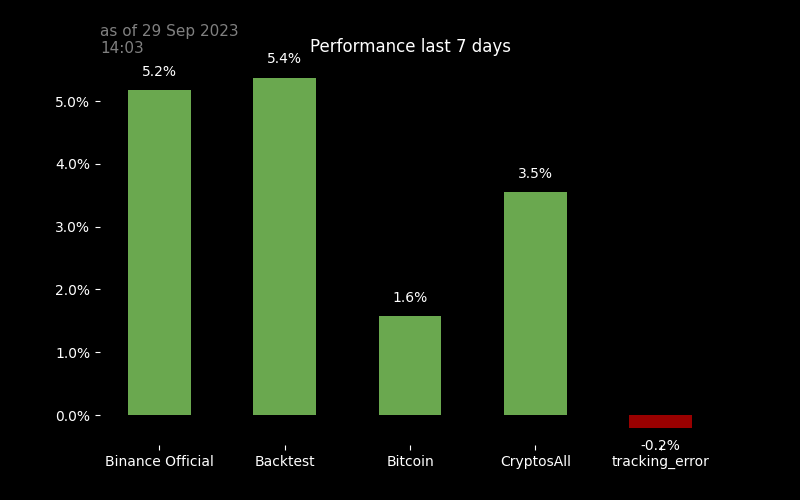 as of 29 Sep 2023
14:03
Performance last 7 days
5.2%
5.4%
1.6%
3.5%
-0.2%
5.0%
4.0%
3.0%
2.0%
1.0%
0.0%
Binance Official
Backtest
Bitcoin
CryptosAll
tracking_error